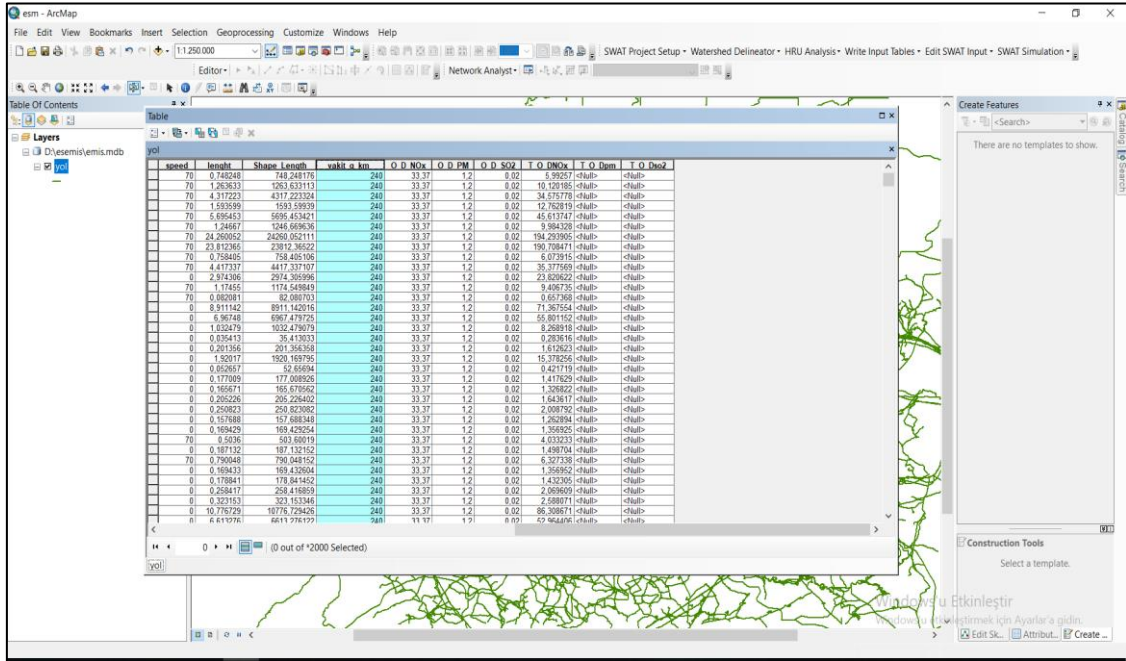 esm - ArcMap
File Edit View Bookmarks Insert Selection Geoprocessing Customize Windows Help
1:1.250.000 SWAT Project Setup Watershed Delineator HRU Analysis Write Input Tables Edit SWAT Input SWAT Simulation
Editor Network Analyst
Table Of Contents
Layers
D:\esemis\emis.mdb
yol
Table
yol
speed lenght Shape_Length vakit_g_km O_D_NOx O_D_PM O_D_SO2 T_O_DNOx T_O_Dpm T_O_Dso2
70 0,748248 748,248176 240 33,37 1,2 0,02 5,99257 <Null> <Null>
70 1,263633 1263,633113 240 33,37 1,2 0,02 10,120185 <Null> <Null>
70 4,317223 4317,223324 240 33,37 1,2 0,02 34,575778 <Null> <Null>
70 1,593599 1593,59939 240 33,37 1,2 0,02 12,762819 <Null> <Null>
70 5,695453 5695,453421 240 33,37 1,2 0,02 45,613747 <Null> <Null>
70 1,24667 1246,669636 240 33,37 1,2 0,02 9,984328 <Null> <Null>
70 24,260052 24260,052111 240 33,37 1,2 0,02 194,293905 <Null> <Null>
70 23,812365 23812,36522 240 33,37 1,2 0,02 190,708471 <Null> <Null>
70 0,758405 758,405106 240 33,37 1,2 0,02 6,073915 <Null> <Null>
70 4,417337 4417,337107 240 33,37 1,2 0,02 35,377569 <Null> <Null>
0 2,974306 2974,305996 240 33,37 1,2 0,02 23,820622 <Null> <Null>
70 1,17455 1174,549849 240 33,37 1,2 0,02 9,406735 <Null> <Null>
70 0,082081 82,080703 240 33,37 1,2 0,02 0,657368 <Null> <Null>
0 8,911142 8911,142016 240 33,37 1,2 0,02 71,367554 <Null> <Null>
0 6,96748 6967,479725 240 33,37 1,2 0,02 55,801152 <Null> <Null>
0 1,032479 1032,479079 240 33,37 1,2 0,02 8,268918 <Null> <Null>
0 0,035413 35,413033 240 33,37 1,2 0,02 0,283616 <Null> <Null>
0 0,201356 201,356358 240 33,37 1,2 0,02 1,612623 <Null> <Null>
0 1,92017 1920,169795 240 33,37 1,2 0,02 15,378256 <Null> <Null>
0 0,052657 52,65694 240 33,37 1,2 0,02 0,421719 <Null> <Null>
0 0,177009 177,008926 240 33,37 1,2 0,02 1,417629 <Null> <Null>
0 0,165671 165,670562 240 33,37 1,2 0,02 1,326822 <Null> <Null>
0 0,205226 205,226402 240 33,37 1,2 0,02 1,643617 <Null> <Null>
0 0,250823 250,823082 240 33,37 1,2 0,02 2,008792 <Null> <Null>
0 0,157688 157,688348 240 33,37 1,2 0,02 1,262894 <Null> <Null>
0 0,169429 169,429254 240 33,37 1,2 0,02 1,356925 <Null> <Null>
70 0,5036 503,60019 240 33,37 1,2 0,02 4,033233 <Null> <Null>
0 0,187132 187,132152 240 33,37 1,2 0,02 1,498704 <Null> <Null>
70 0,790048 790,048152 240 33,37 1,2 0,02 6,327338 <Null> <Null>
0 0,169433 169,432604 240 33,37 1,2 0,02 1,356952 <Null> <Null>
0 0,178841 178,841452 240 33,37 1,2 0,02 1,432305 <Null> <Null>
0 0,258417 258,416859 240 33,37 1,2 0,02 2,069609 <Null> <Null>
0 0,323153 323,153346 240 33,37 1,2 0,02 2,588071 <Null> <Null>
0 10,776729 10776,729426 240 33,37 1,2 0,02 86,308671 <Null> <Null>
0 6,613276 6613,276122 240 33,37 1,2 0,02 52,964406 <Null> <Null>
0 (0 out of *2000 Selected)
yol
Create Features
<Search>
There are no templates to show.
Construction Tools
Select a template.
Catalog
Search
Windows'u Etkinleştir
Windows'u etkinleştirmek için Ayarlar'a gidin.
Edit Sk... Attribut... Create ...